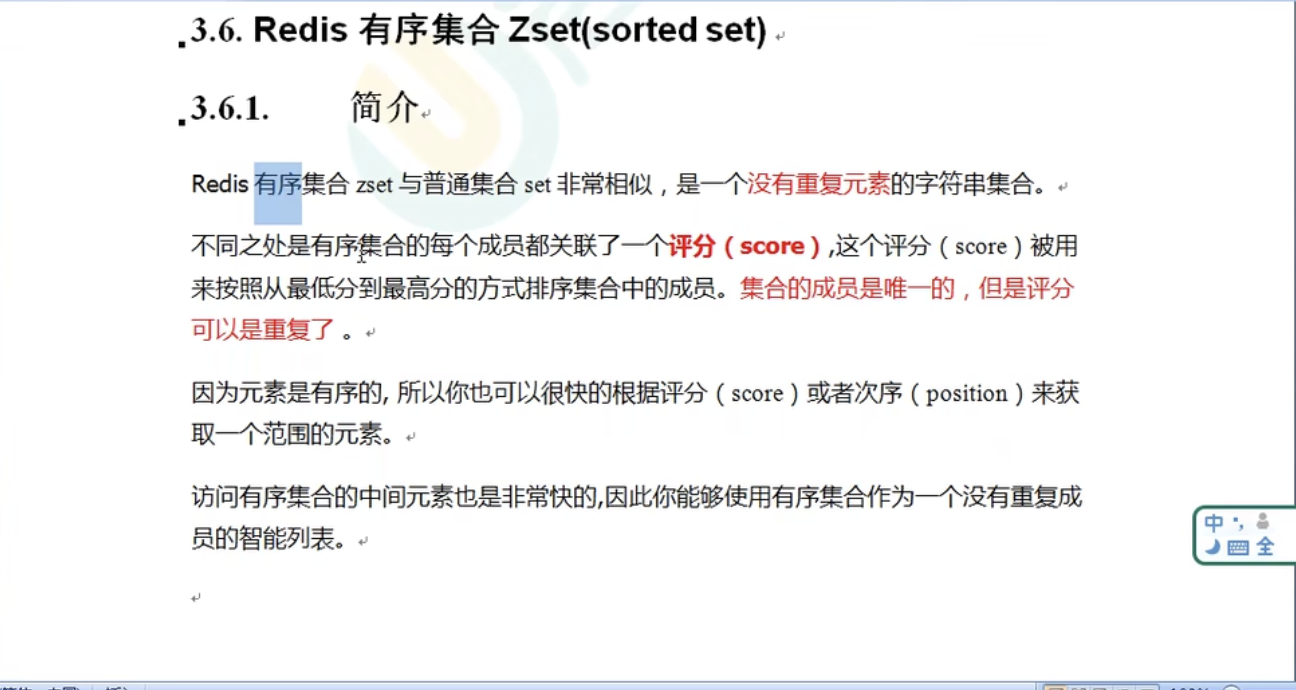 3.6. Redis 有序集合 Zset(sorted set)
3.6.1. 简介
Redis 有序集合 zset 与普通集合 set 非常相似，是一个没有重复元素的字符串集合。
不同之处是有序集合的每个成员都关联了一个评分（score）,这个评分（score）被用
来按照从最低分到最高分的方式排序集合中的成员。集合的成员是唯一的，但是评分
可以是重复了 。
因为元素是有序的, 所以你也可以很快的根据评分（score）或者次序（position）来获
取一个范围的元素。
访问有序集合的中间元素也是非常快的,因此你能够使用有序集合作为一个没有重复成
员的智能列表。
中
全